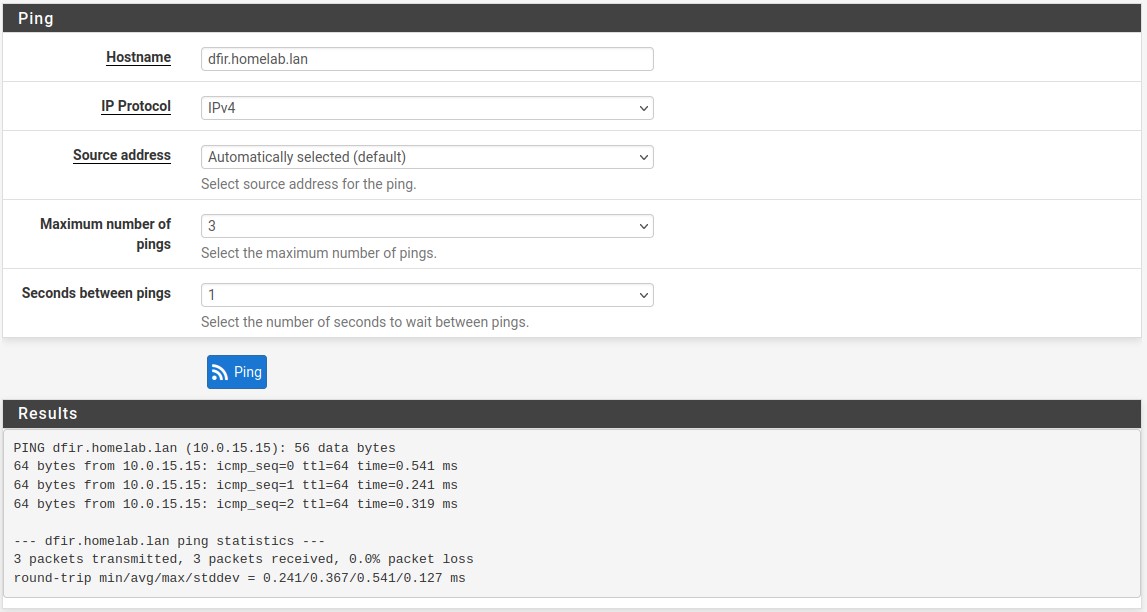 Ping
Hostname
dfir.homelab.lan
IP Protocol
IPv4
Source address
Automatically selected (default)
Select source address for the ping.
Maximum number of
pings
3
Select the maximum number of pings.
Seconds between pings
1
Select the number of seconds to wait between pings.
Ping
Results
PING dfir.homelab.lan (10.0.15.15): 56 data bytes
64 bytes from 10.0.15.15: icmp_seq=0 ttl=64 time=0.541 ms
64 bytes from 10.0.15.15: icmp_seq=1 ttl=64 time=0.241 ms
64 bytes from 10.0.15.15: icmp_seq=2 ttl=64 time=0.319 ms
--- dfir.homelab.lan ping statistics ---
3 packets transmitted, 3 packets received, 0.0% packet loss
round-trip min/avg/max/stddev = 0.241/0.367/0.541/0.127 ms